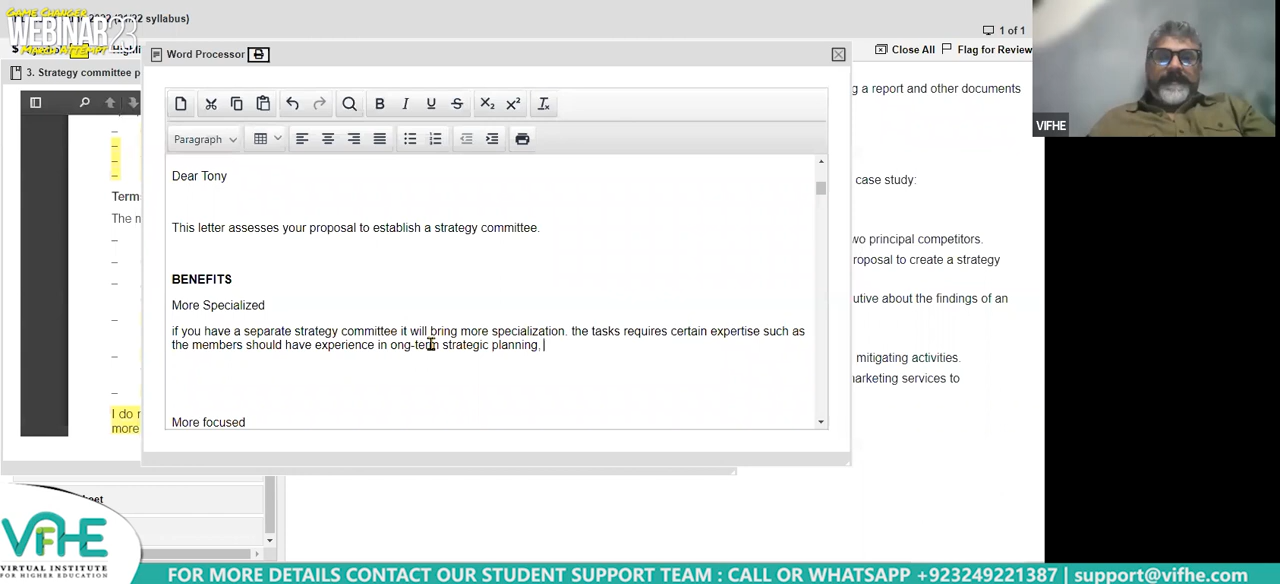 GAME CHANGER
WEBINAR'23
MARCH ATTEMPT
syllabus)
1 of 1
Close All
Flag for Review
Word Processor
3. Strategy committee p
g a report and other documents
VIFHE
Paragraph
Dear Tony
This letter assesses your proposal to establish a strategy committee.
BENEFITS
More Specialized
if you have a separate strategy committee it will bring more specialization. the tasks requires certain expertise such as
the members should have experience in ong-term strategic planning,
More focused
Term
The n
I do r
more
case study:
wo principal competitors.
roposal to create a strategy
utive about the findings of an
mitigating activities.
arketing services to
VIFHE
VIRTUAL INSTITUTE
FOR HIGHER EDUCATION
FOR MORE DETAILS CONTACT OUR STUDENT SUPPORT TEAM : CALL OR WHATSAPP +923249221387 | support@vifhe.com